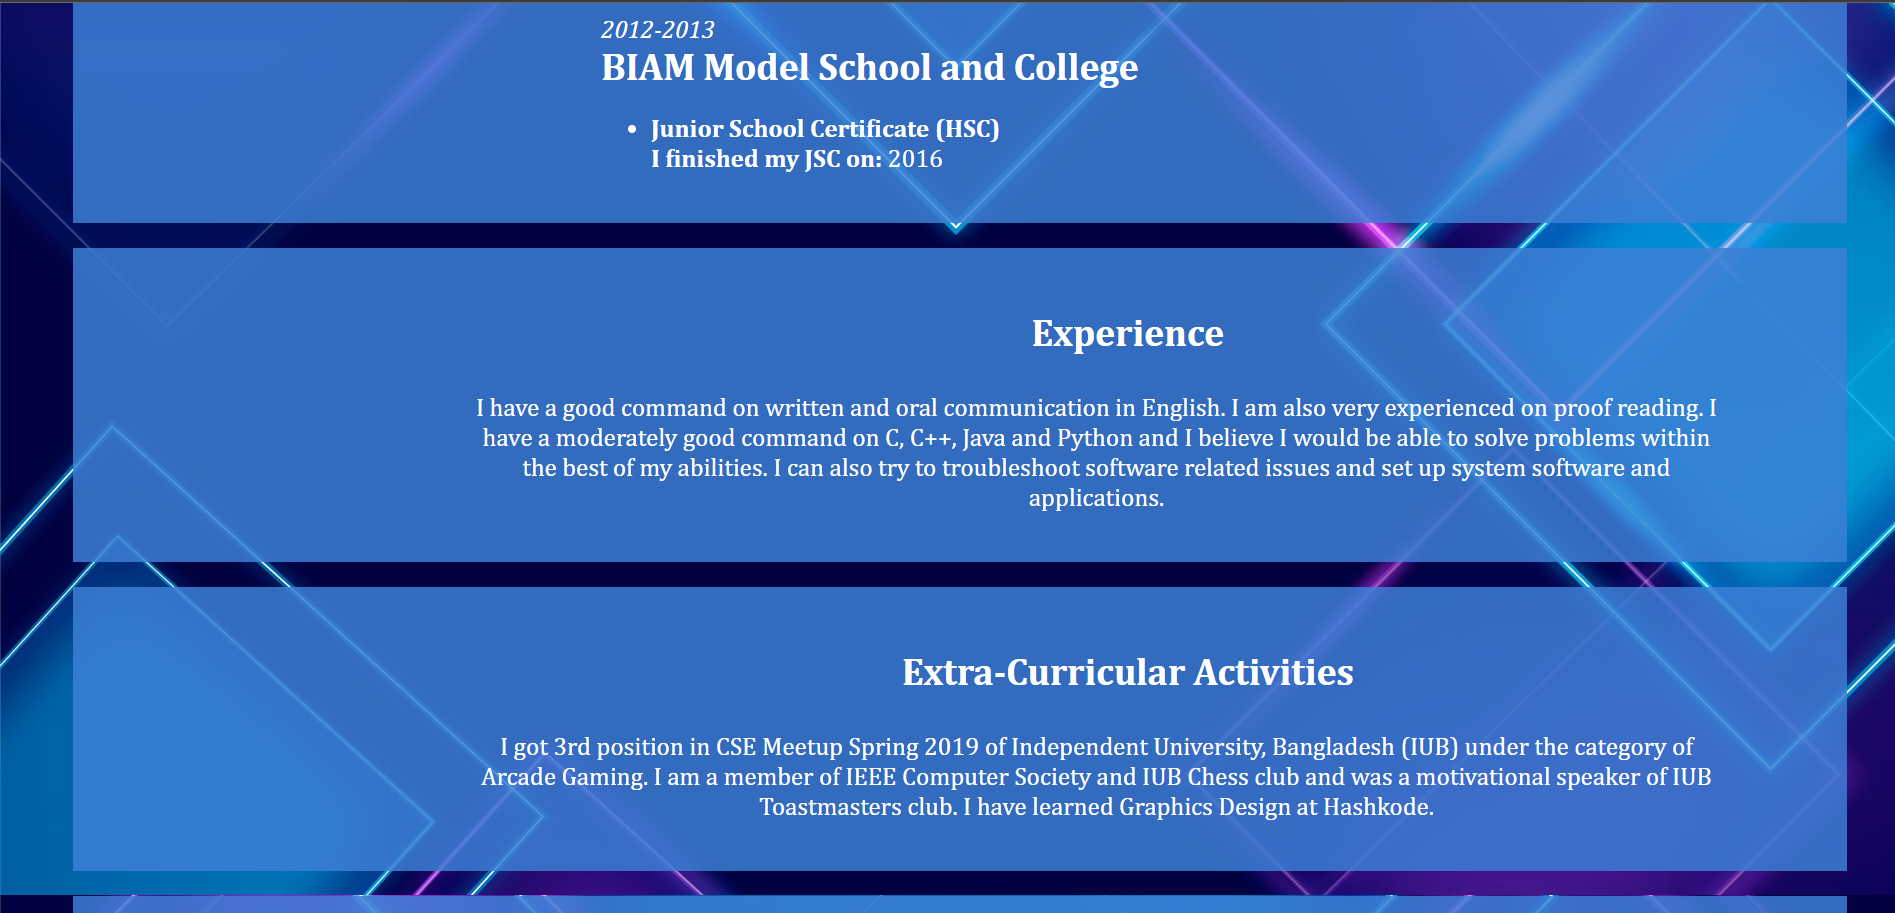 2012-2013
BIAM Model School and College
Junior School Certificate (HSC)
I finished my JSC on: 2016
Experience
I have a good command on written and oral communication in English. I am also very experienced on proof reading. I
have a moderately good command on C, C++, Java and Python and I believe I would be able to solve problems within
the best of my abilities. I can also try to troubleshoot software related issues and set up system software and
applications.
Extra-Curricular Activities
I got 3rd position in CSE Meetup Spring 2019 of Independent University, Bangladesh (IUB) under the category of
Arcade Gaming. I am a member of IEEE Computer Society and IUB Chess club and was a motivational speaker of IUB
Toastmasters club. I have learned Graphics Design at Hashkode.